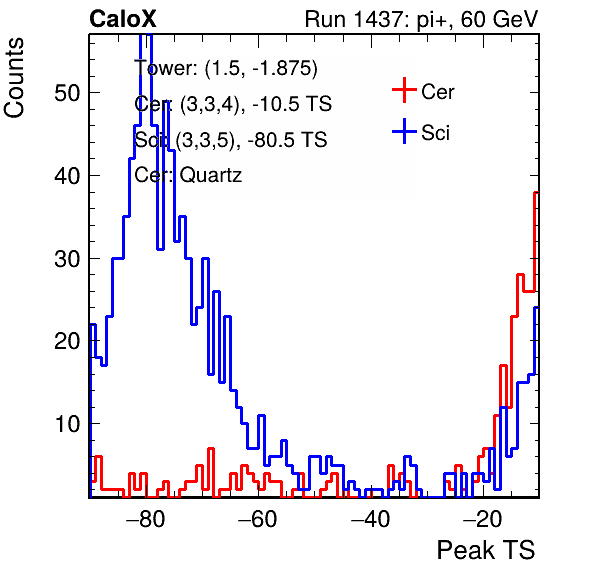 CaloX Run 1437: pi+, 60 GeV
Counts
Tower: (1.5, -1.875)
Cer: (3,3,4), -10.5 TS
Sci: (3,3,5), -80.5 TS
Cer: Quartz
Cer
Sci
50
40
30
20
10
−80 −60 −40 −20
Peak TS